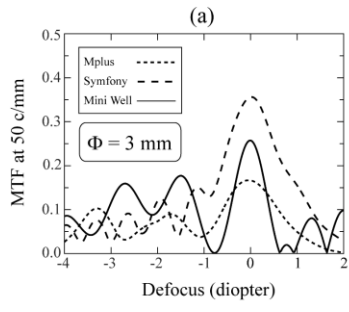 (a)
0.5
0.4
0.3
0.2
0.1
0.0
MTF at 50 c/mm
Mplus
Symfony
Mini Well
Φ = 3 mm
-4 -3 -2 -1 0 1 2
Defocus (diopter)